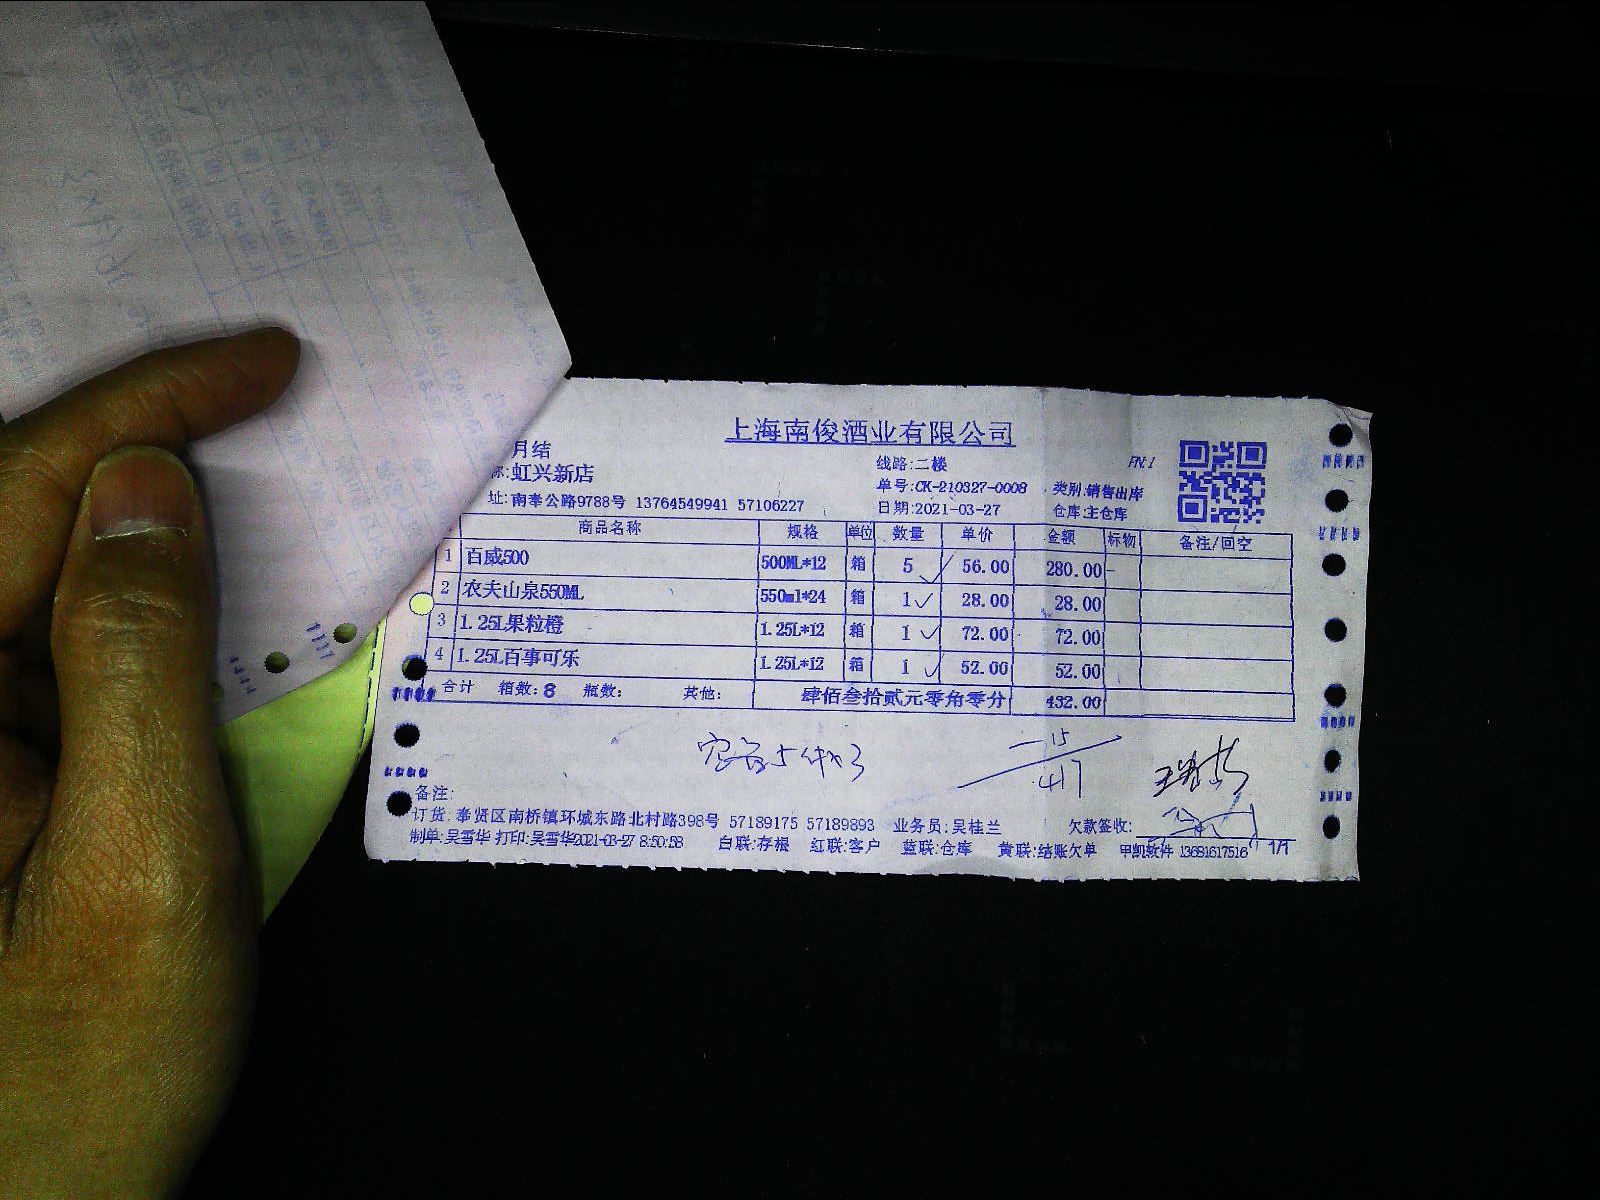 上海南俊酒业有限公司
月结
线路:二楼
称:虹兴新店
单号:CK-210327-0008 类别:销售出库
址:南奉公路9788号 13764549941 57106227
日期:2021-03-27 仓库:主仓库
商品名称 规格 单位 数量 单价 金额 标物 备注/回空
1 百威500 500ML*12 箱 5 56.00 280.00 -
2 农夫山泉550ML 550ml*24 箱 1 28.00 28.00
3 1.25L果粒橙 1.25L*12 箱 1 72.00 72.00
4 1.25L百事可乐 1.25L*12 箱 1 52.00 52.00
合计 箱数:8 瓶数: 其他: 肆佰叁拾贰元零角零分 432.00
5件×3
-15
417
备注:
订货:奉贤区南桥镇环城东路北村路398号 57189175 57189893 业务员:吴桂兰 欠款签收:
制单:吴雪华 打印:吴雪华2021-03-27 8:50:58 白联:存根 红联:客户 蓝联:仓库 黄联:结账欠单 甲凯软件 13681617516 1/1